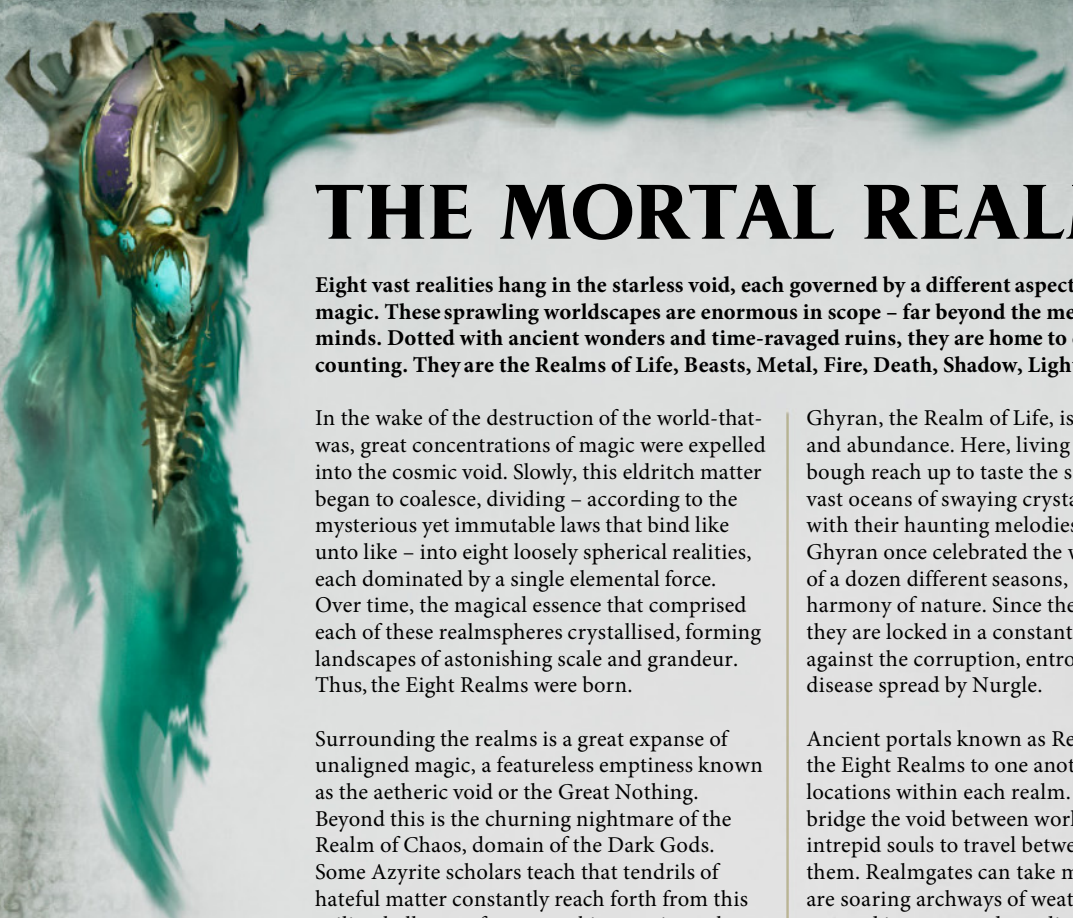 THE MORTAL REALM
Eight vast realities hang in the starless void, each governed by a different aspect
magic. These sprawling worldscapes are enormous in scope – far beyond the me
minds. Dotted with ancient wonders and time-ravaged ruins, they are home to
counting. They are the Realms of Life, Beasts, Metal, Fire, Death, Shadow, Ligh
In the wake of the destruction of the world-that-
was, great concentrations of magic were expelled
into the cosmic void. Slowly, this eldritch matter
began to coalesce, dividing – according to the
mysterious yet immutable laws that bind like
unto like – into eight loosely spherical realities,
each dominated by a single elemental force.
Over time, the magical essence that comprised
each of these realmspheres crystallised, forming
landscapes of astonishing scale and grandeur.
Thus, the Eight Realms were born.
Surrounding the realms is a great expanse of
unaligned magic, a featureless emptiness known
as the aetheric void or the Great Nothing.
Beyond this is the churning nightmare of the
Realm of Chaos, domain of the Dark Gods.
Some Azyrite scholars teach that tendrils of
hateful matter constantly reach forth from this
Ghyran, the Realm of Life, is
and abundance. Here, living
bough reach up to taste the s
vast oceans of swaying crysta
with their haunting melodies
Ghyran once celebrated the w
of a dozen different seasons,
harmony of nature. Since the
they are locked in a constant
against the corruption, entro
disease spread by Nurgle.
Ancient portals known as Re
the Eight Realms to one anot
locations within each realm.
bridge the void between worl
intrepid souls to travel betwe
them. Realmgates can take m
are soaring archways of weat